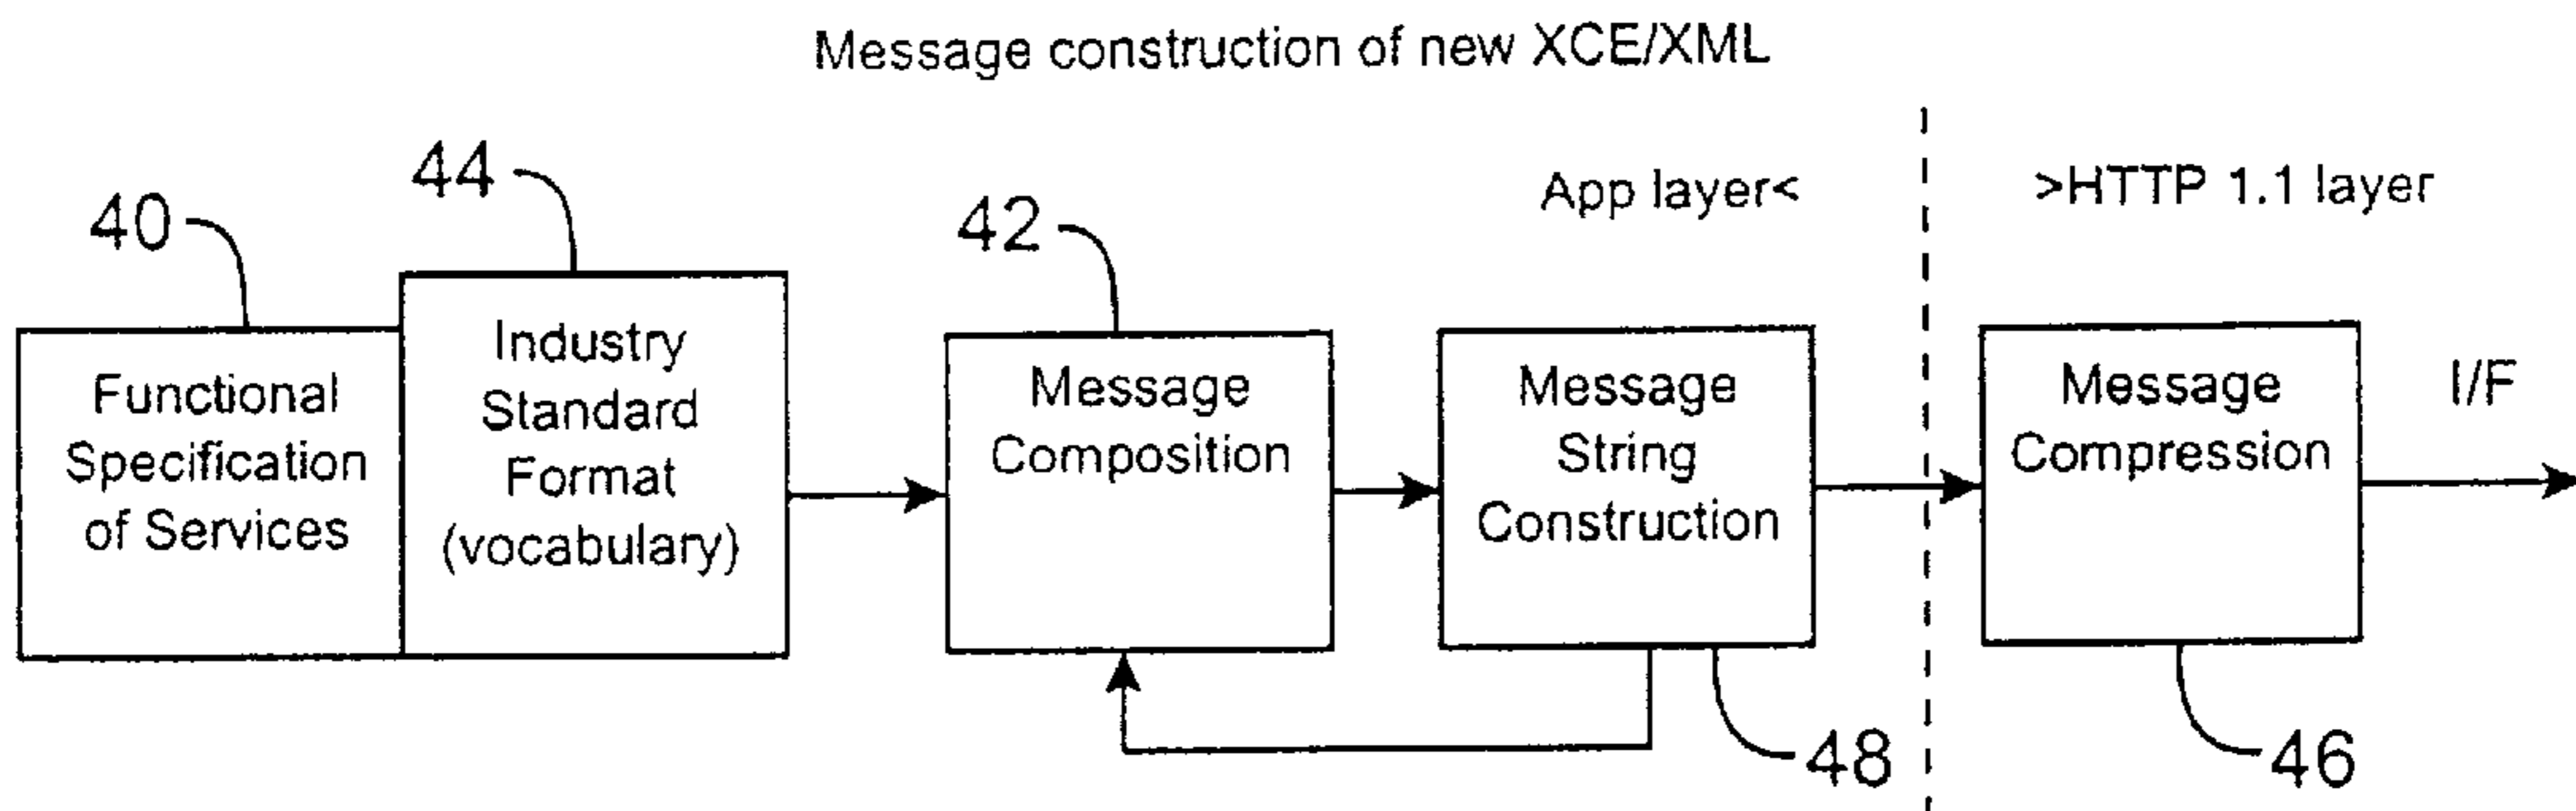 Message construction of new XCE/XML
App layer<
>HTTP 1.1 layer
40
44
42
Functional
Specification
of Services
Industry
Standard
Format
(vocabulary)
Message
Composition
Message
String
Construction
Message
Compression
I/F
48
46